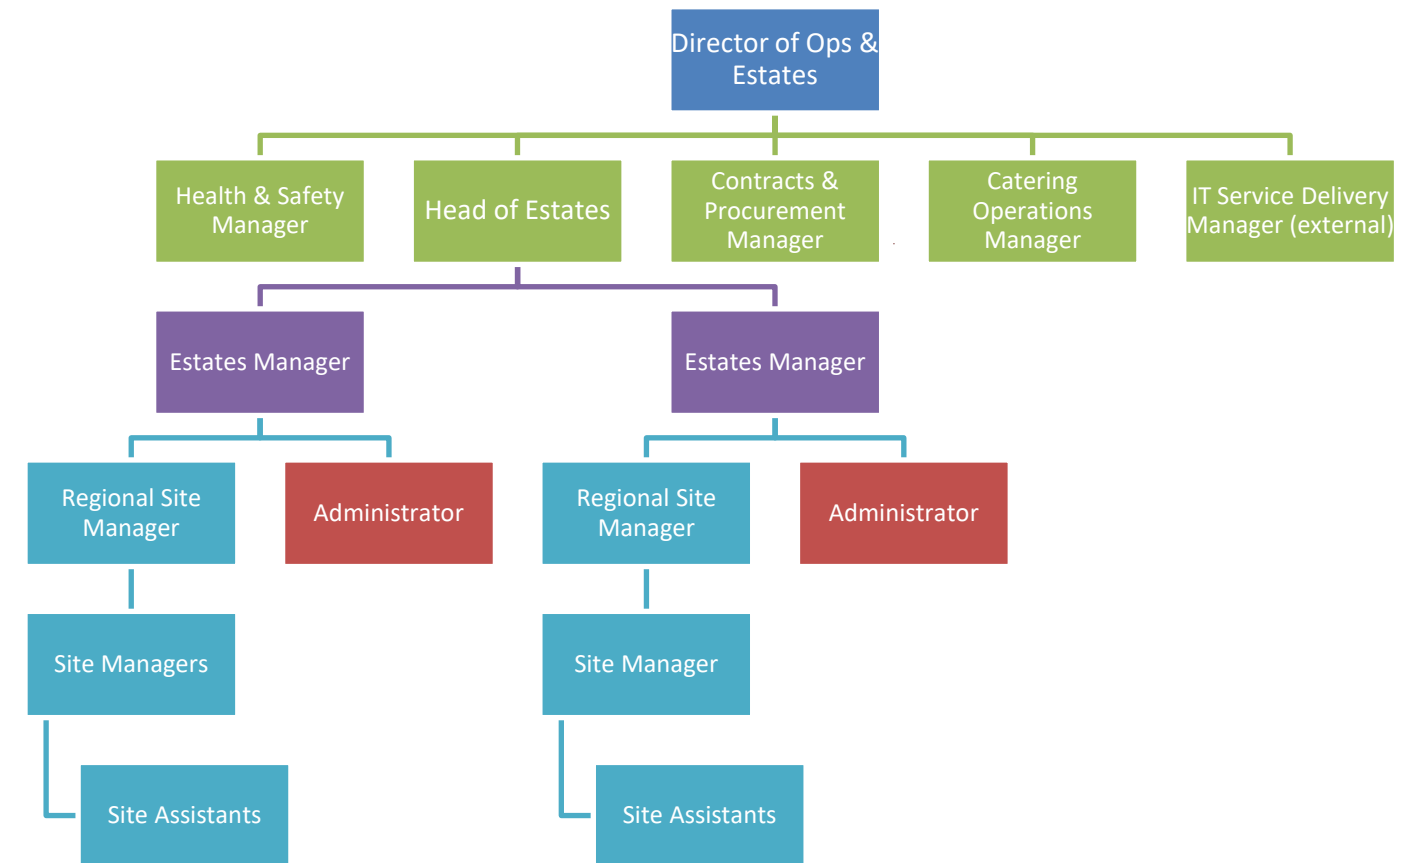 Director of Ops &
Estates
Health & Safety
Manager
Head of Estates
Contracts &
Procurement
Manager
Catering
Operations
Manager
IT Service Delivery
Manager (external)
Estates Manager
Estates Manager
Regional Site
Manager
Administrator
Regional Site
Manager
Administrator
Site Managers
Site Manager
Site Assistants
Site Assistants